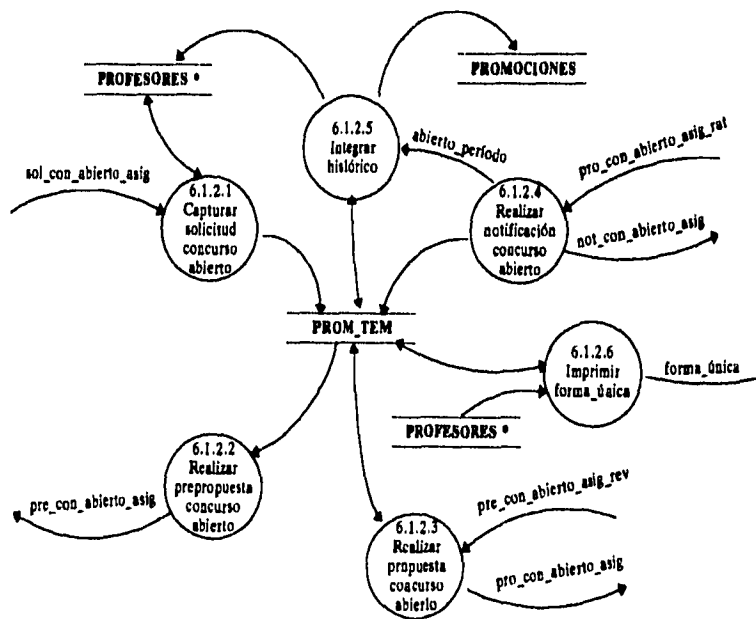 PROFESORES *
PROMOCIONES
6.1.2.5
Integrar
histórico
abierto_período
pro_con_abierto_asig_rat
sol_con_abierto_asig
6.1.2.1
Capturar
solicitud
concurso
abierto
6.1.2.4
Realizar
notificación
concurso
abierto
not_con_abierto_asig
PROM_TEM
6.1.2.6
Imprimir
forma_única
forma_única
PROFESORES *
6.1.2.2
Realizar
prepropuesta
concurso
abierto
pre_con_abierto_asig
pre_con_abierto_asig_rev
6.1.2.3
Realizar
propuesta
concurso
abierto
pro_con_abierto_asig